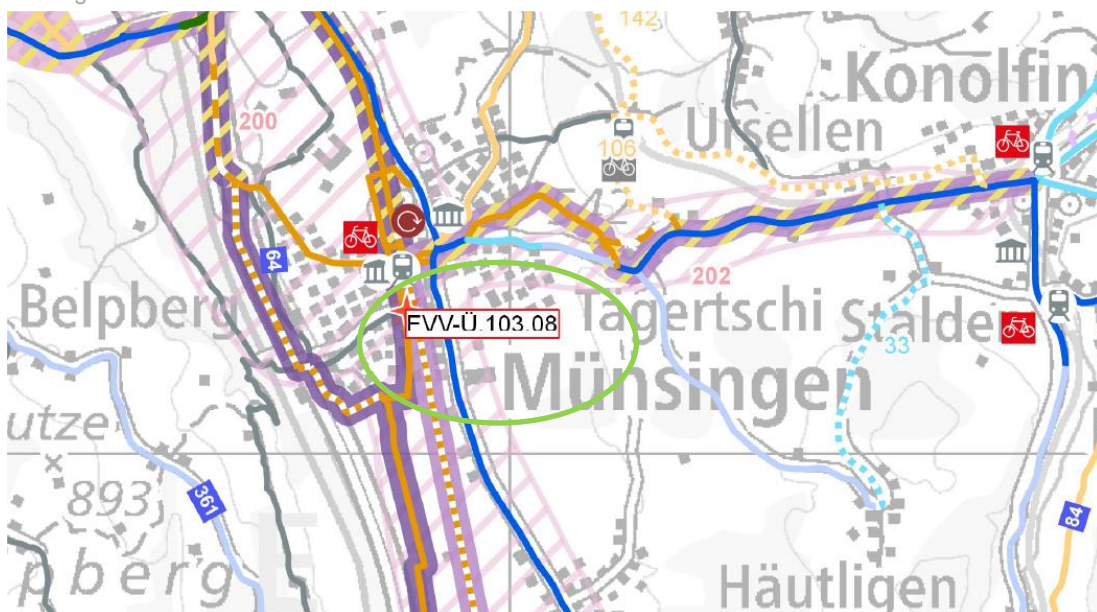 142
Konolfin
Ursellen
200
106
64
202
Belpberg
FVV-Ü.103.08
Tägertschi
Stalde
33
Münsingen
utze
893
361
84
pberg
E
Häutligen